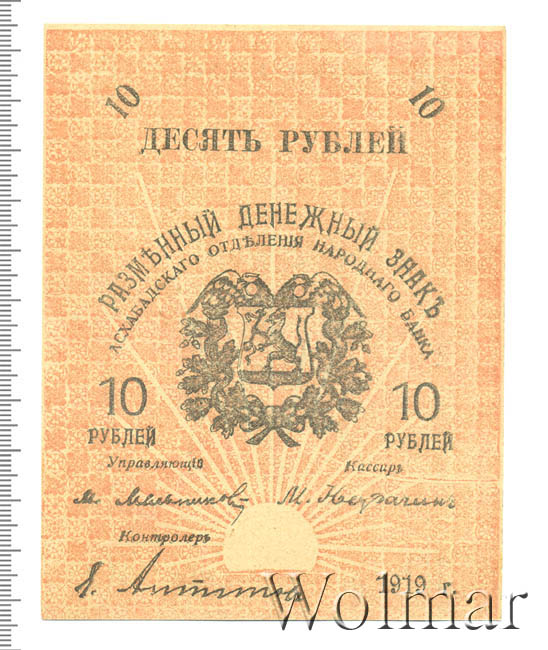 10 10
ДЕСЯТЬ РУБЛЕЙ
РАЗМѢННЫЙ ДЕНЕЖНЫЙ ЗНАКЪ
АСХАБАДСКАГО ОТДѢЛЕНІЯ НАРОДНАГО БАНКА
10 10
РУБЛЕЙ РУБЛЕЙ
Управляющій Кассиръ
М. Мельников М.
Контролеръ
1919 г.
Wolmar